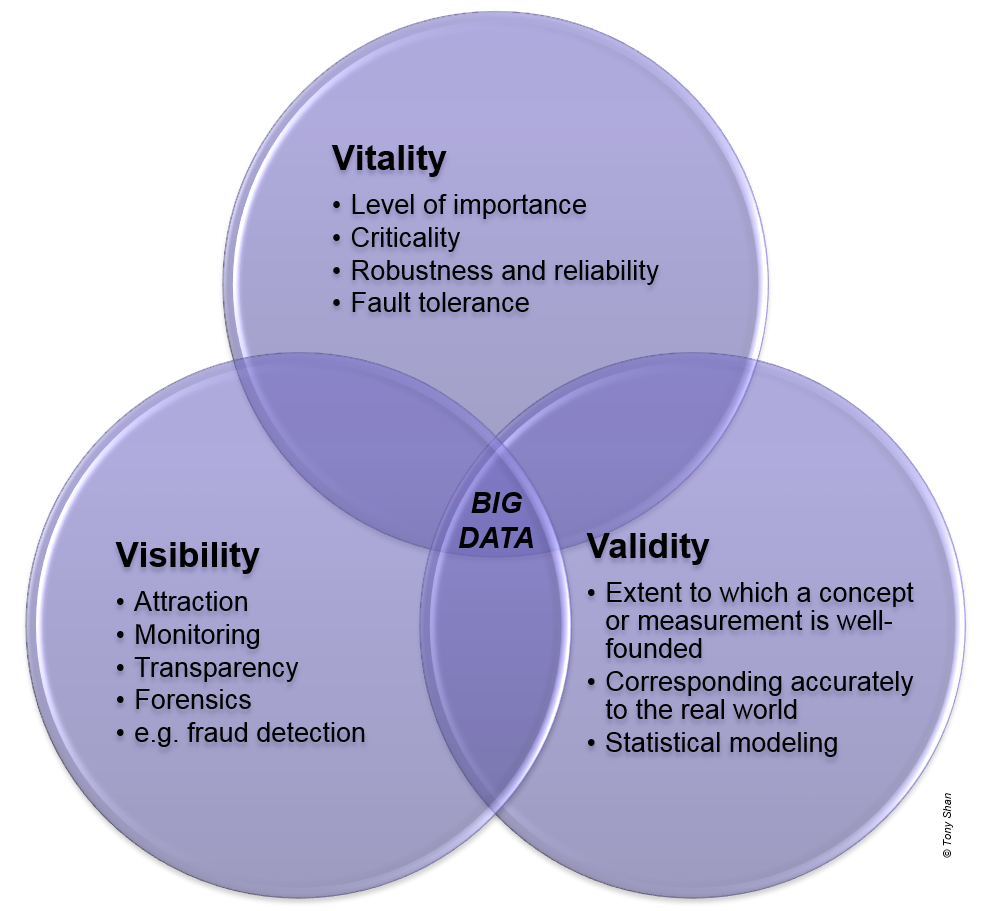 Vitality
• Level of importance
• Criticality
• Robustness and reliability
• Fault tolerance
BIG
DATA
Visibility
• Attraction
• Monitoring
• Transparency
• Forensics
• e.g. fraud detection
Validity
• Extent to which a concept
or measurement is well-
founded
• Corresponding accurately
to the real world
• Statistical modeling
© Tony Shan